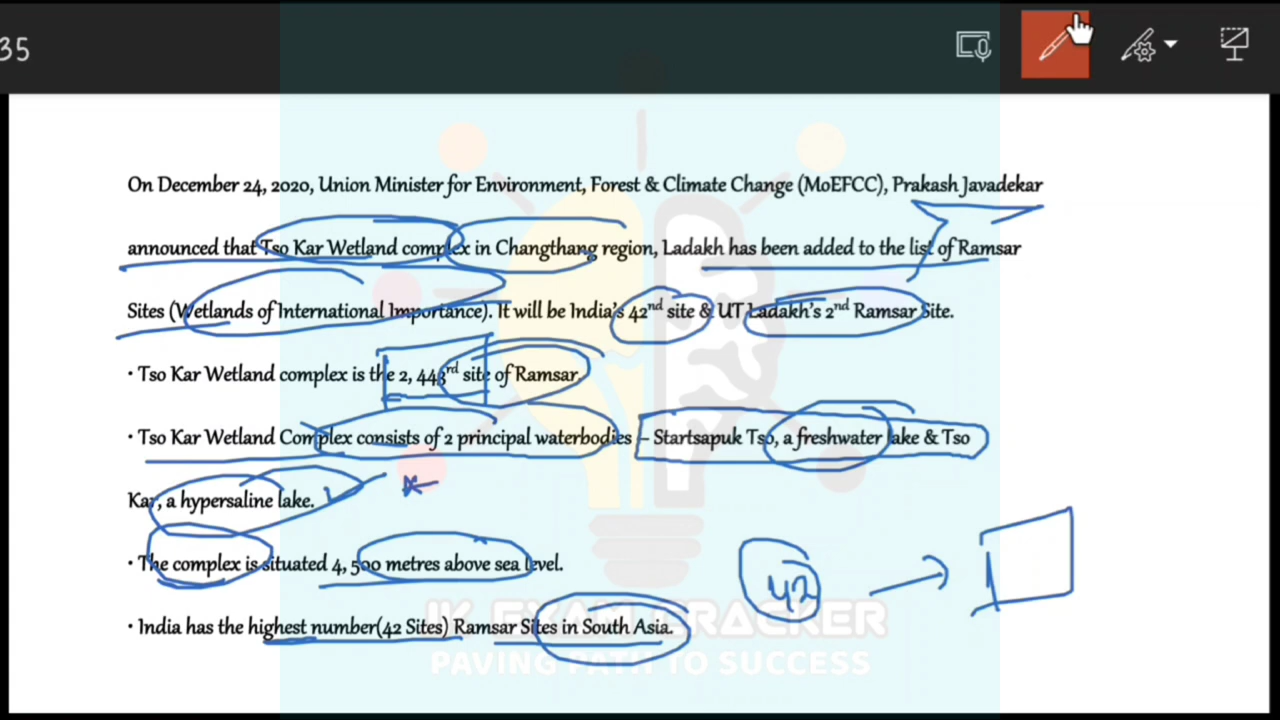 35
On December 24, 2020, Union Minister for Environment, Forest & Climate Change (MoEFCC), Prakash Javadekar
announced that Tso Kar Wetland complex in Changthang region, Ladakh has been added to the list of Ramsar
Sites (Wetlands of International Importance). It will be India's 42nd site & UT Ladakh's 2nd Ramsar Site.
• Tso Kar Wetland complex is the 2, 443rd site of Ramsar.
• Tso Kar Wetland Complex consists of 2 principal waterbodies – Startsapuk Tso, a freshwater lake & Tso
Kar, a hypersaline lake.
• The complex is situated 4, 500 metres above sea level.
42
• India has the highest number(42 Sites) Ramsar Sites in South Asia.
JK EXAM CRACKER
PAVING PATH TO SUCCESS